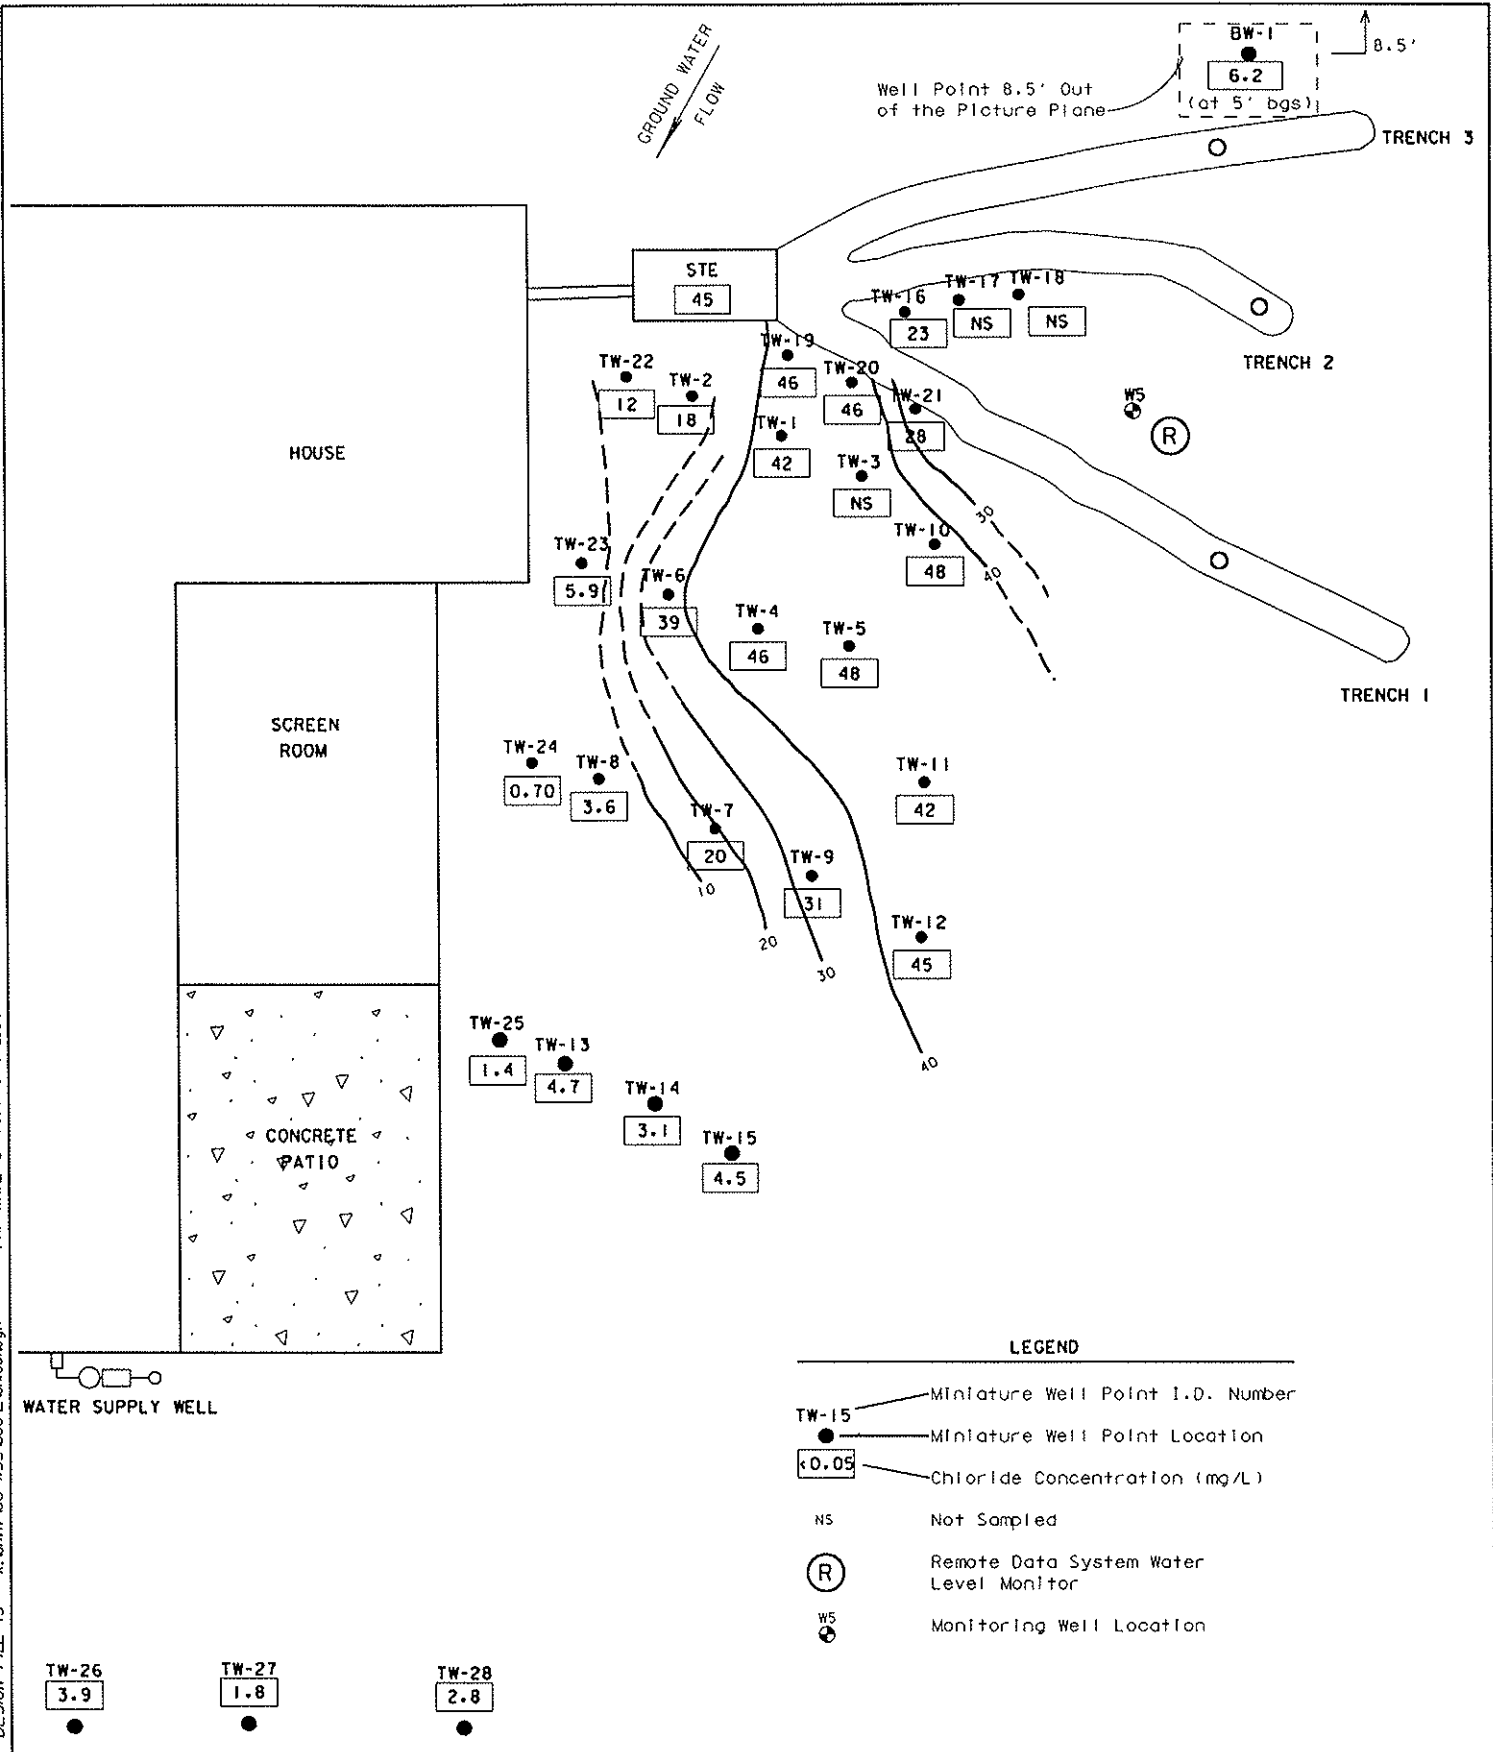 GROUND WATER
FLOW
Well Point 8.5' Out
of the Picture Plane
BW-1
6.2
(at 5' bgs)
8.5'
TRENCH 3
STE
45
TW-16
23
TW-17
NS
TW-18
NS
TRENCH 2
TW-19
46
TW-20
46
TW-21
28
TW-22
12
TW-2
18
TW-1
42
TW-3
NS
W5
R
HOUSE
30
TW-10
48
40
TW-23
5.9
TW-6
39
TW-4
46
TW-5
48
TRENCH 1
SCREEN
ROOM
TW-24
0.70
TW-8
3.6
TW-7
20
TW-11
42
TW-9
31
10
20
30
TW-12
45
40
TW-25
1.4
TW-13
4.7
TW-14
3.1
TW-15
4.5
CONCRETE
PATIO
WATER SUPPLY WELL
LEGEND
Miniature Well Point I.D. Number
TW-15
Miniature Well Point Location
<0.05
Chloride Concentration (mg/L)
NS
Not Sampled
R
Remote Data System Water
Level Monitor
W5
Monitoring Well Location
TW-26
3.9
TW-27
1.8
TW-28
2.8